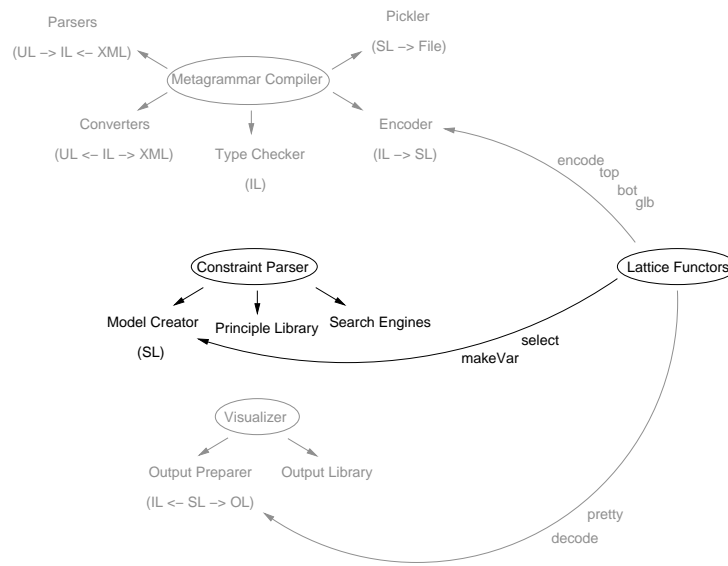 Parsers
(UL −> IL <− XML)
Pickler
(SL −> File)
Metagrammar Compiler
Converters
(UL <− IL −> XML)
Type Checker
(IL)
Encoder
(IL −> SL)
encode
top
bot
glb
Constraint Parser
Lattice Functors
Model Creator
(SL)
Principle Library
Search Engines
select
makeVar
Visualizer
Output Preparer
(IL <− SL −> OL)
Output Library
pretty
decode